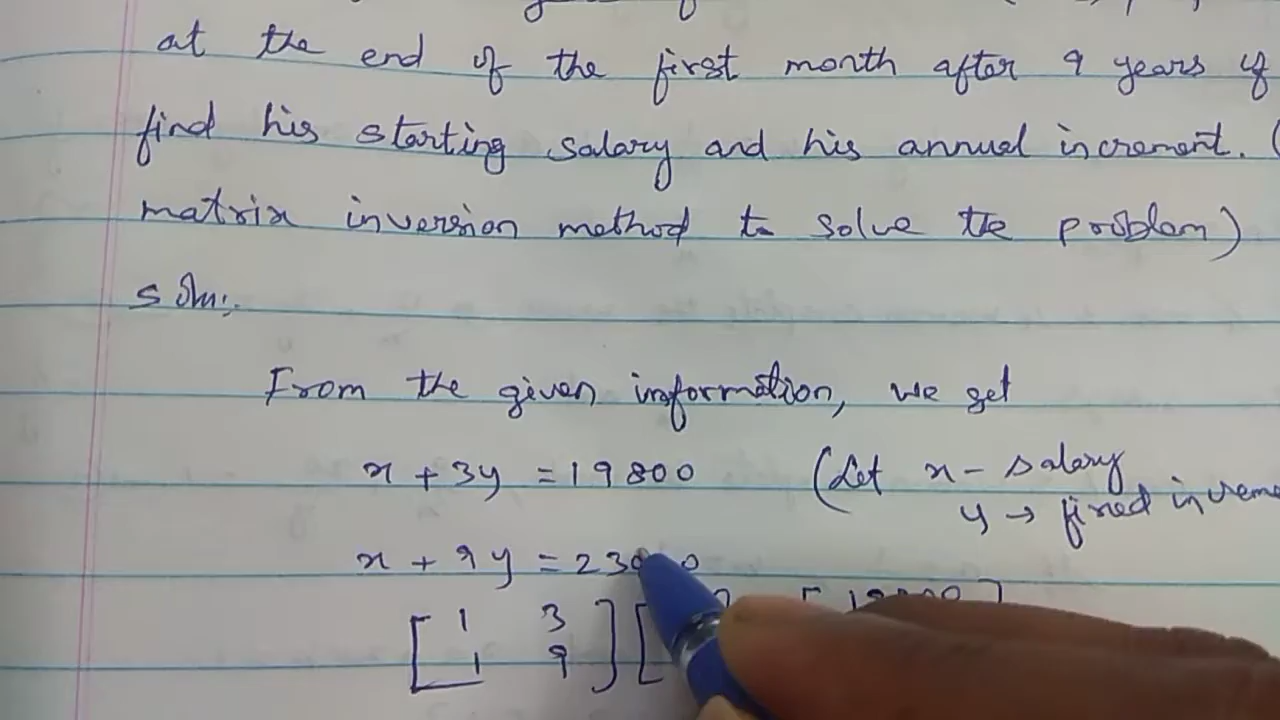 at the end of the first month after 9 years of
find his starting salary and his annual increment. (
matrix inversion method to solve the problem)
soln:
From the given information, we get
x + 3y = 19800 (Let x - salary
y → fixed increme
x + 9y =
[ 1 3 ] [
1 9